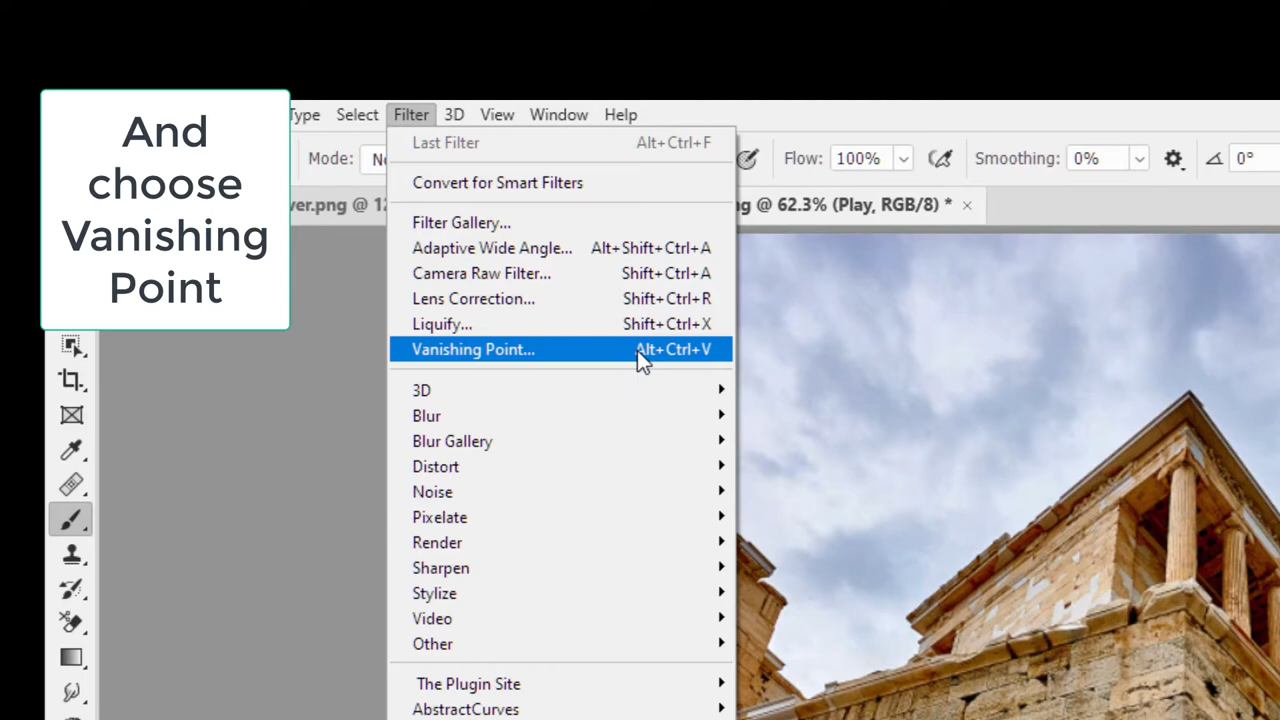 And
choose
Vanishing
Point
Type Select Filter 3D View Window Help
Mode:
Flow: 100% Smoothing: 0% 0°
ver.png @ 12
ng @ 62.3% (Play, RGB/8) * ×
Last Filter Alt+Ctrl+F
Convert for Smart Filters
Filter Gallery...
Adaptive Wide Angle... Alt+Shift+Ctrl+A
Camera Raw Filter... Shift+Ctrl+A
Lens Correction... Shift+Ctrl+R
Liquify... Shift+Ctrl+X
Vanishing Point... Alt+Ctrl+V
3D
Blur
Blur Gallery
Distort
Noise
Pixelate
Render
Sharpen
Stylize
Video
Other
The Plugin Site
AbstractCurves